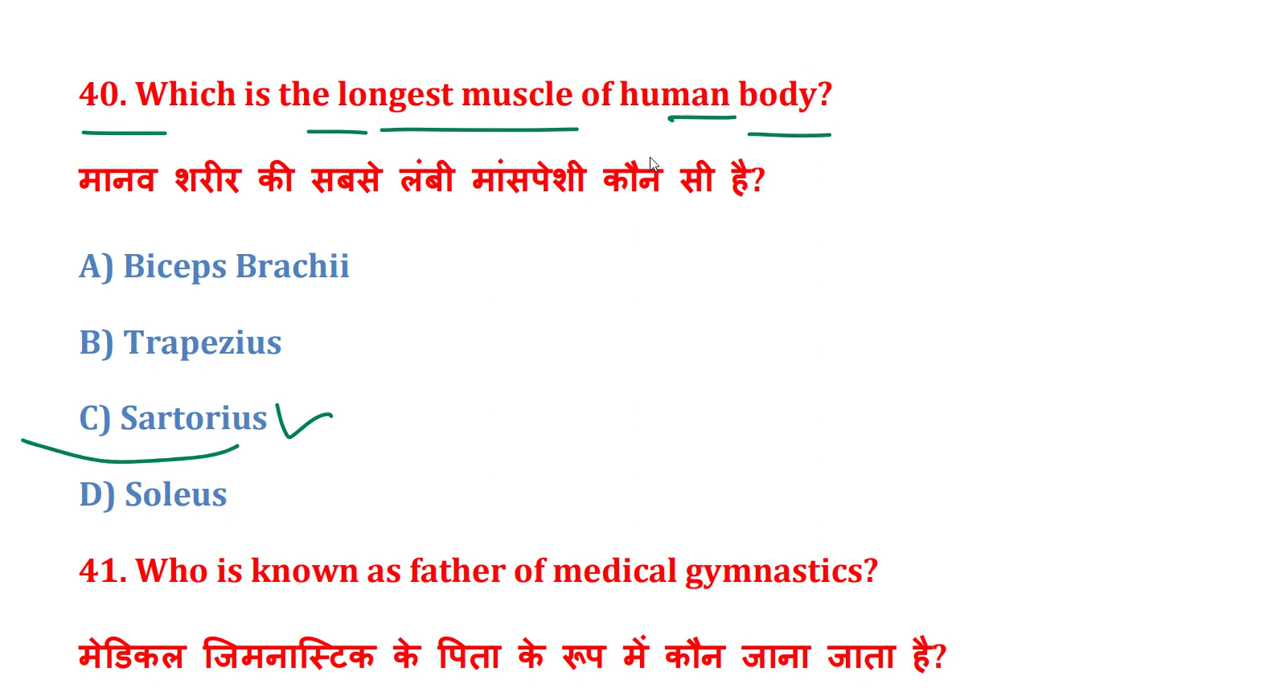 40. Which is the longest muscle of human body?
मानव शरीर की सबसे लंबी मांसपेशी कौन सी है?
A) Biceps Brachii
B) Trapezius
C) Sartorius
D) Soleus
41. Who is known as father of medical gymnastics?
मेडिकल जिमनास्टिक के पिता के रूप में कौन जाना जाता है?